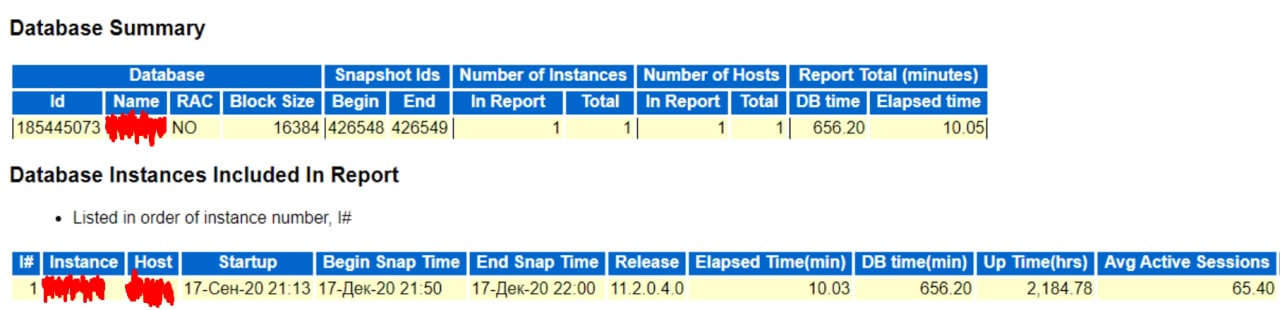 Database Summary
Database Snapshot Ids Number of Instances Number of Hosts Report Total (minutes)
Id Name RAC Block Size Begin End In Report Total In Report Total DB time Elapsed time
185445073 NO 16384 426548 426549 1 1 1 1 656.20 10.05
Database Instances Included In Report
• Listed in order of instance number, I#
I# Instance Host Startup Begin Snap Time End Snap Time Release Elapsed Time(min) DB time(min) Up Time(hrs) Avg Active Sessions
1 17-Сен-20 21:13 17-Дек-20 21:50 17-Дек-20 22:00 11.2.0.4.0 10.03 656.20 2,184.78 65.40